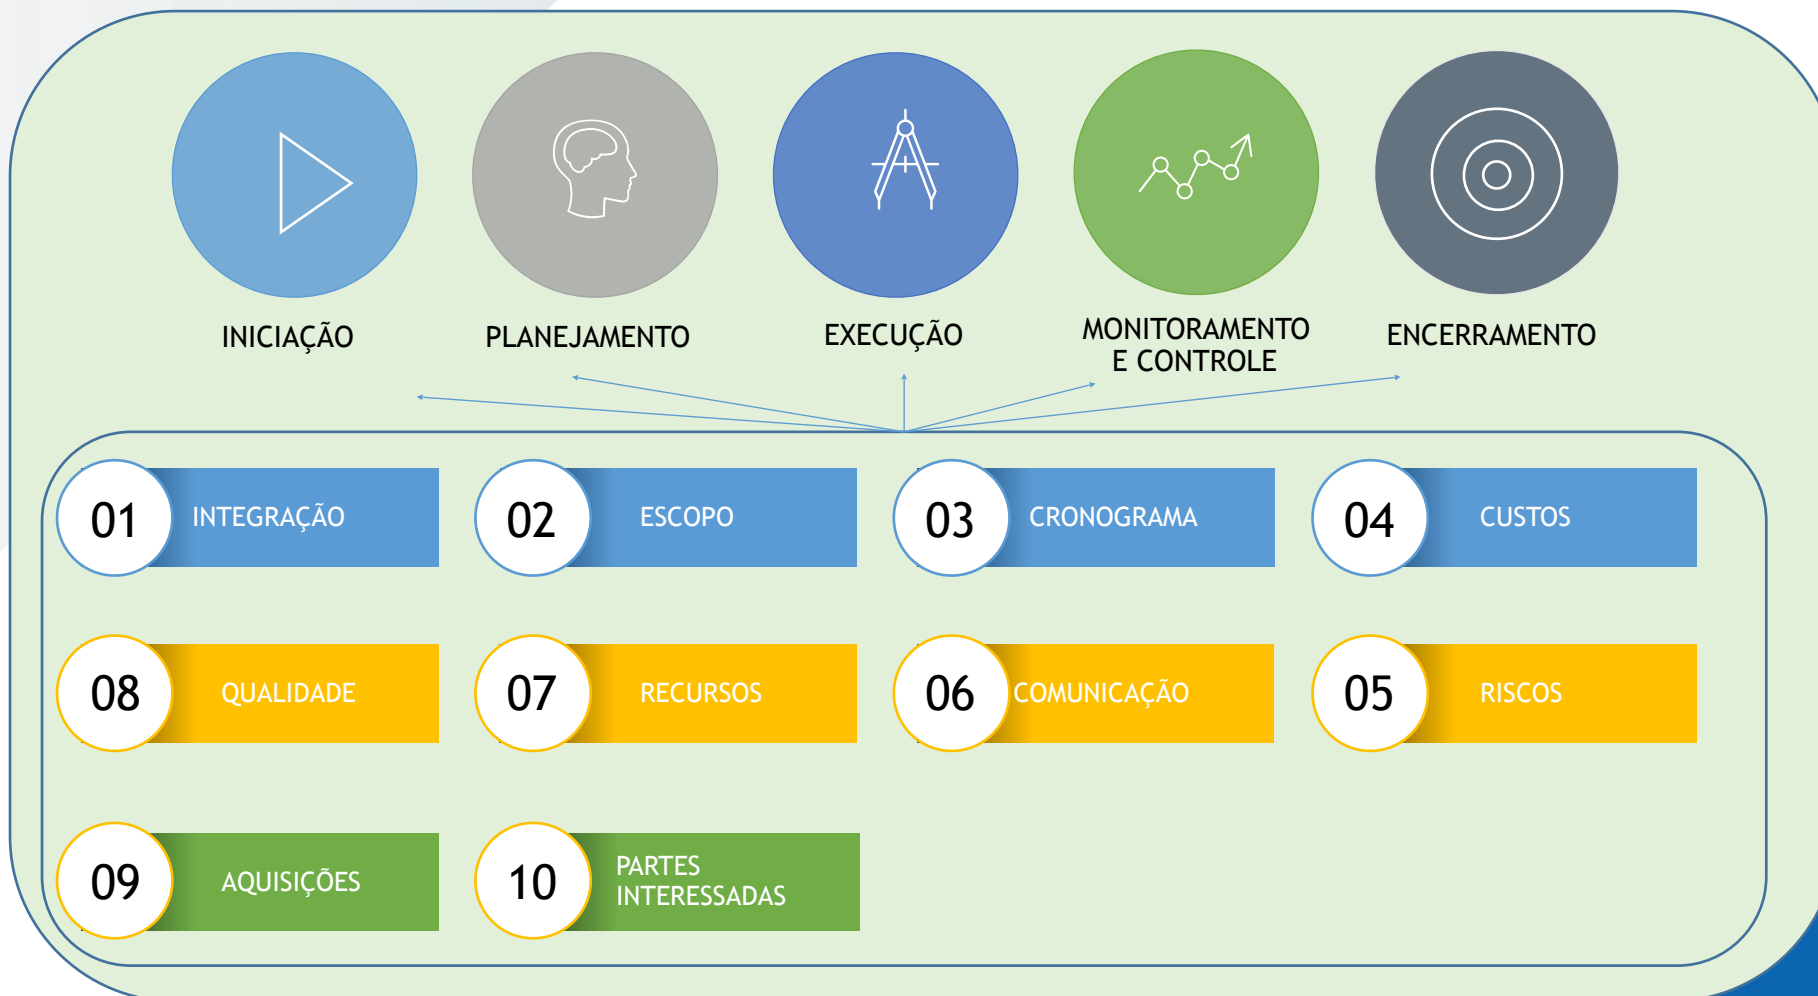 INICIAÇÃO
PLANEJAMENTO
EXECUÇÃO
MONITORAMENTO
E CONTROLE
ENCERRAMENTO
01 INTEGRAÇÃO
02 ESCOPO
03 CRONOGRAMA
04 CUSTOS
08 QUALIDADE
07 RECURSOS
06 COMUNICAÇÃO
05 RISCOS
09 AQUISIÇÕES
10 PARTES
INTERESSADAS